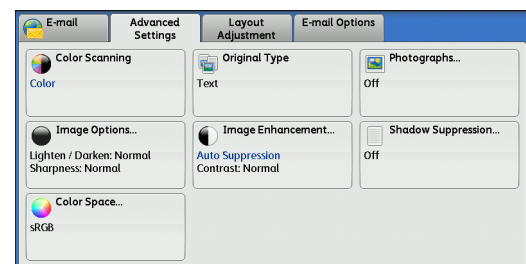 E-mail
Advanced
Settings
Layout
Adjustment
E-mail Options
Color Scanning
Color
Original Type
Text
Photographs...
Off
Image Options...
Lighten / Darken: Normal
Sharpness: Normal
Image Enhancement...
Auto Suppression
Contrast: Normal
Shadow Suppression...
Off
Color Space...
sRGB